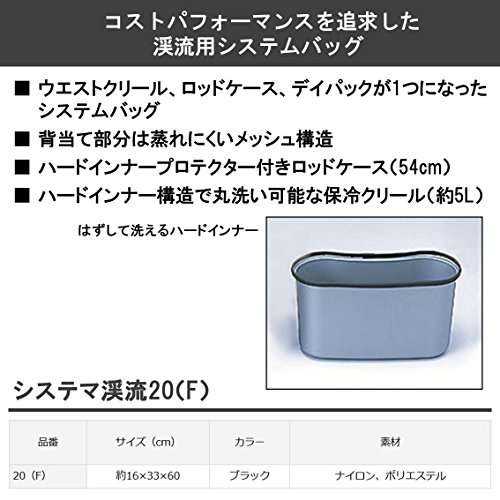 コストパフォーマンスを追求した
渓流用システムバッグ
■ ウエストクリール、ロッドケース、デイパックが1つになった
システムバッグ
■ 背当て部分は蒸れにくいメッシュ構造
■ ハードインナープロテクター付きロッドケース(54cm)
■ ハードインナー構造で丸洗い可能な保冷クリール(約5L)
はずして洗えるハードインナー
システマ渓流20(F)
品番 サイズ(cm) カラー 素材
20(F) 約16×33×60 ブラック ナイロン、ポリエステル